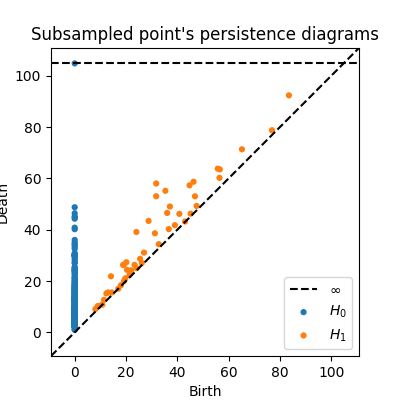 Subsampled point's persistence diagrams
Death
100
80
60
40
20
0
0 20 40 60 80 100
Birth
∞
H₀
H₁